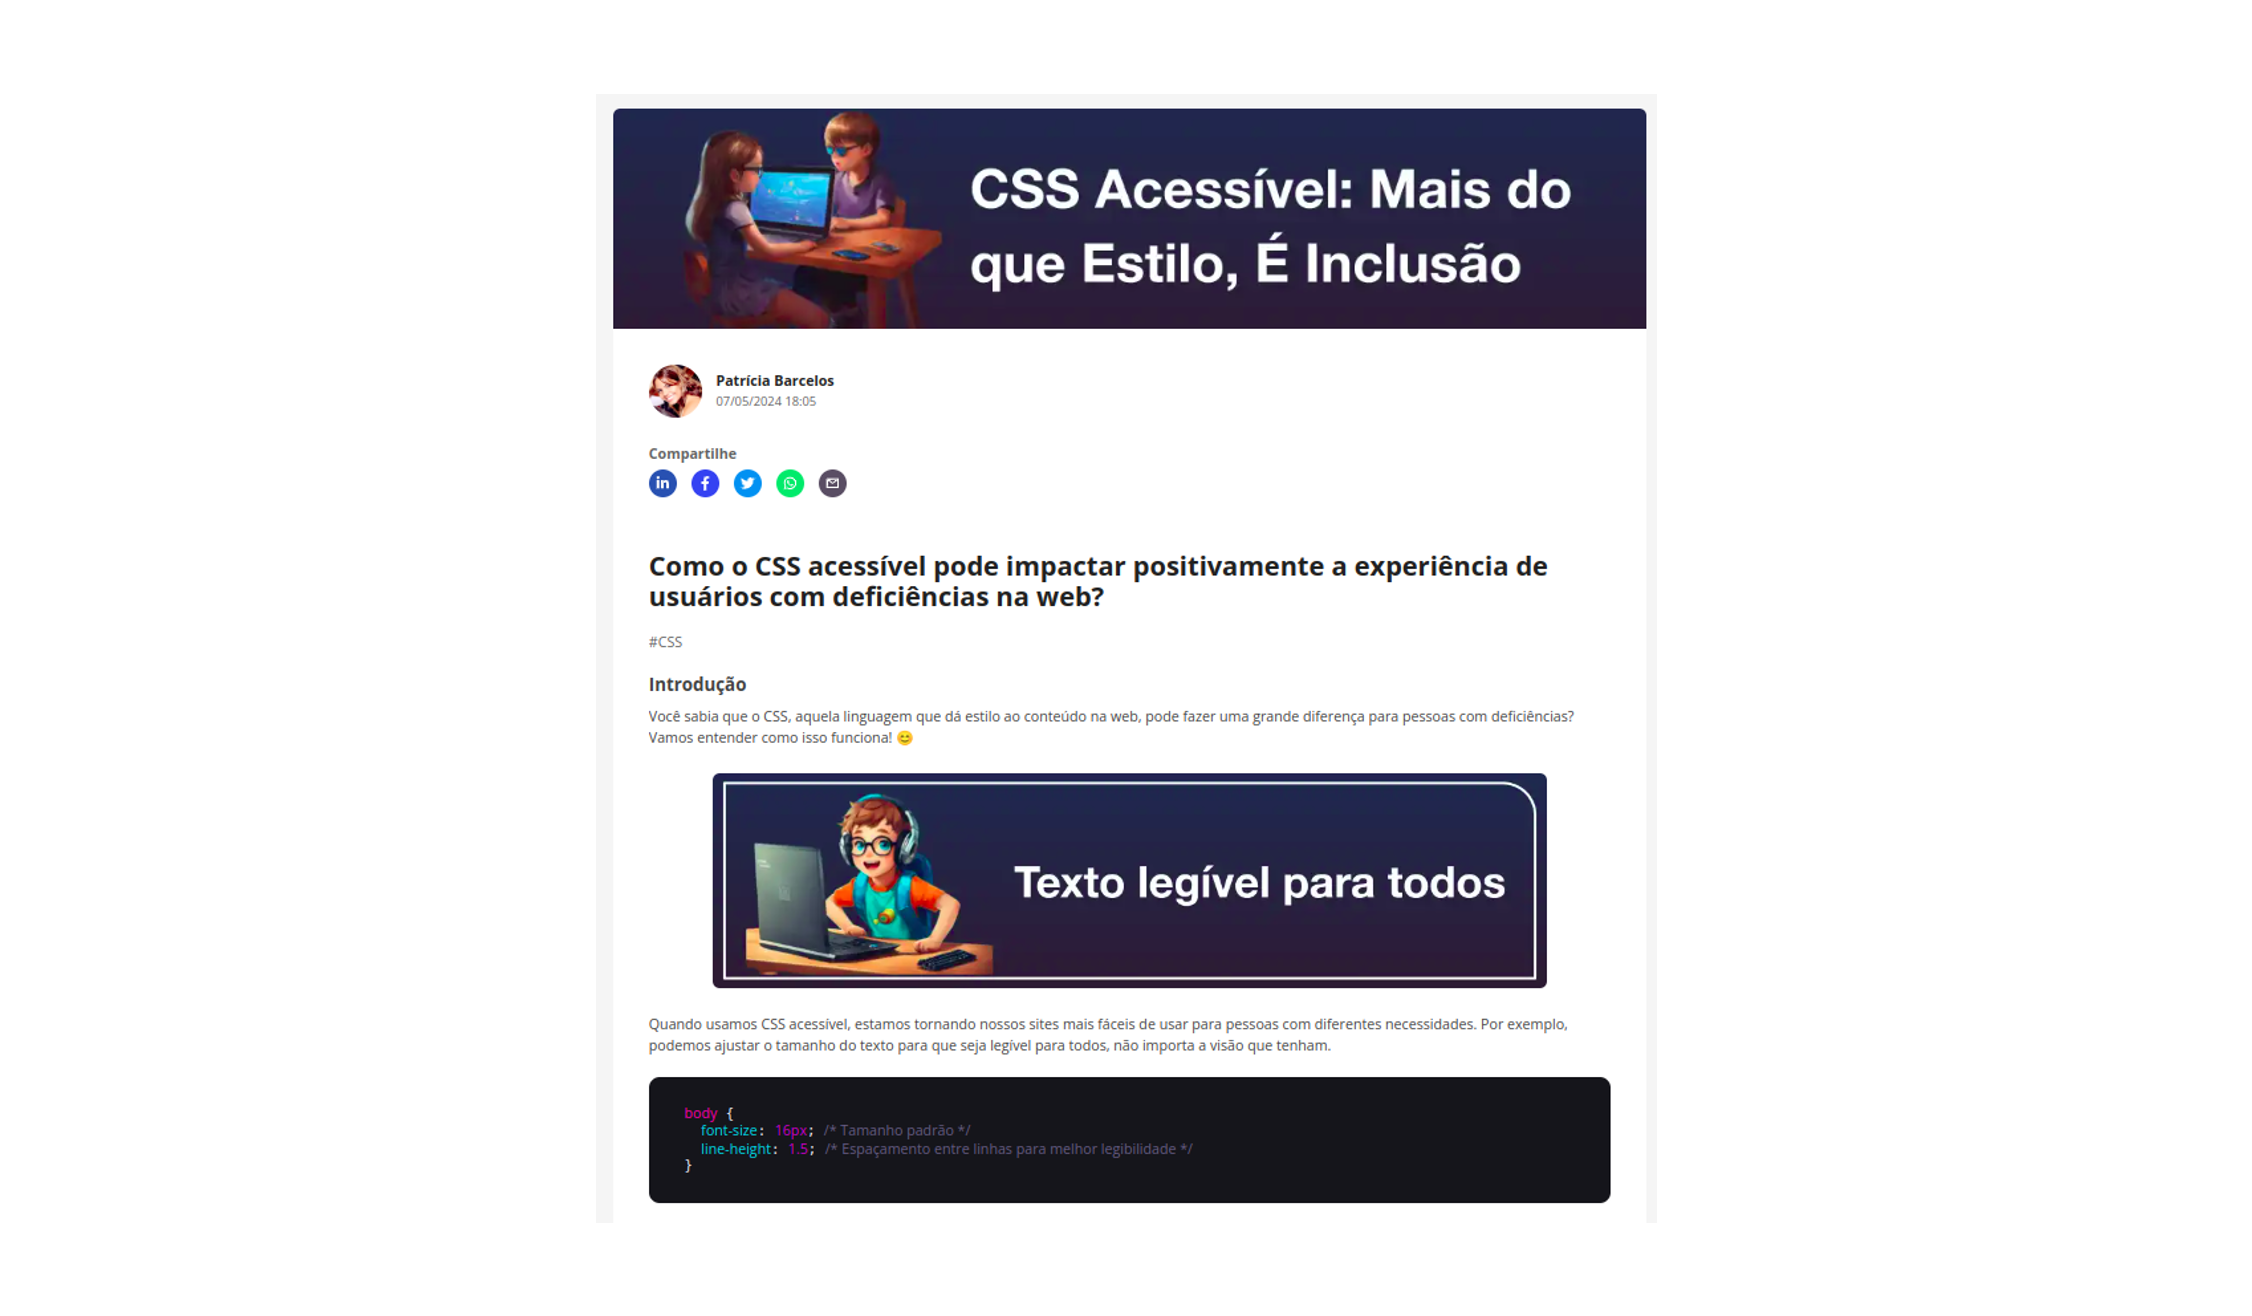 CSS Acessível: Mais do
que Estilo, É Inclusão
Patrícia Barcelos
07/05/2024 18:05
Compartilhe
Como o CSS acessível pode impactar positivamente a experiência de
usuários com deficiências na web?
#CSS
Introdução
Você sabia que o CSS, aquela linguagem que dá estilo ao conteúdo na web, pode fazer uma grande diferença para pessoas com deficiências?
Vamos entender como isso funciona! 😊
Texto legível para todos
Quando usamos CSS acessível, estamos tornando nossos sites mais fáceis de usar para pessoas com diferentes necessidades. Por exemplo,
podemos ajustar o tamanho do texto para que seja legível para todos, não importa a visão que tenham.
body {
font-size: 16px; /* Tamanho padrão */
line-height: 1.5; /* Espaçamento entre linhas para melhor legibilidade */
}